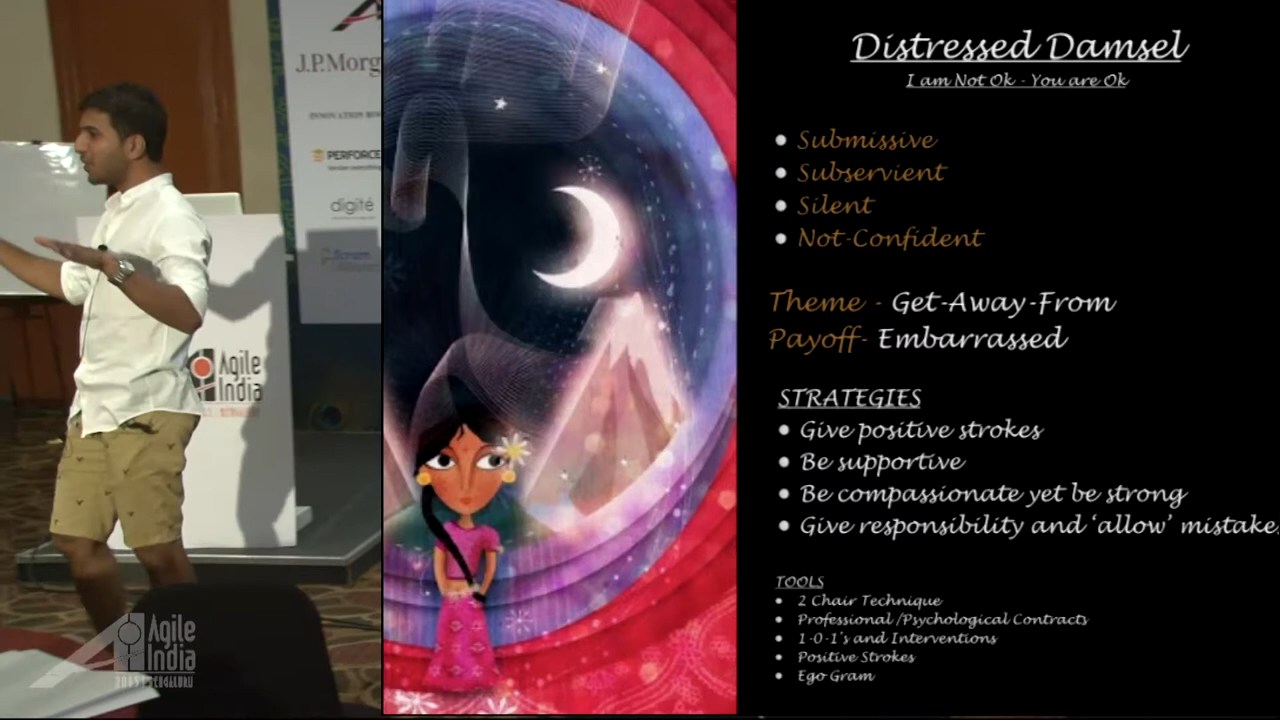 J.P.Morg
PERFORCE
digité
Scrum
Agile
India
Agile
India
Distressed Damsel
I am Not Ok - You are Ok
Submissive
Subservient
Silent
Not-Confident
Theme - Get-Away-From
Payoff- Embarrassed
STRATEGIES
Give positive strokes
Be supportive
Be compassionate yet be strong
Give responsibility and ‘allow’ mistake
TOOLS
2 Chair Technique
Professional /Psychological Contracts
1-0-1's and Interventions
Positive Strokes
Ego Gram